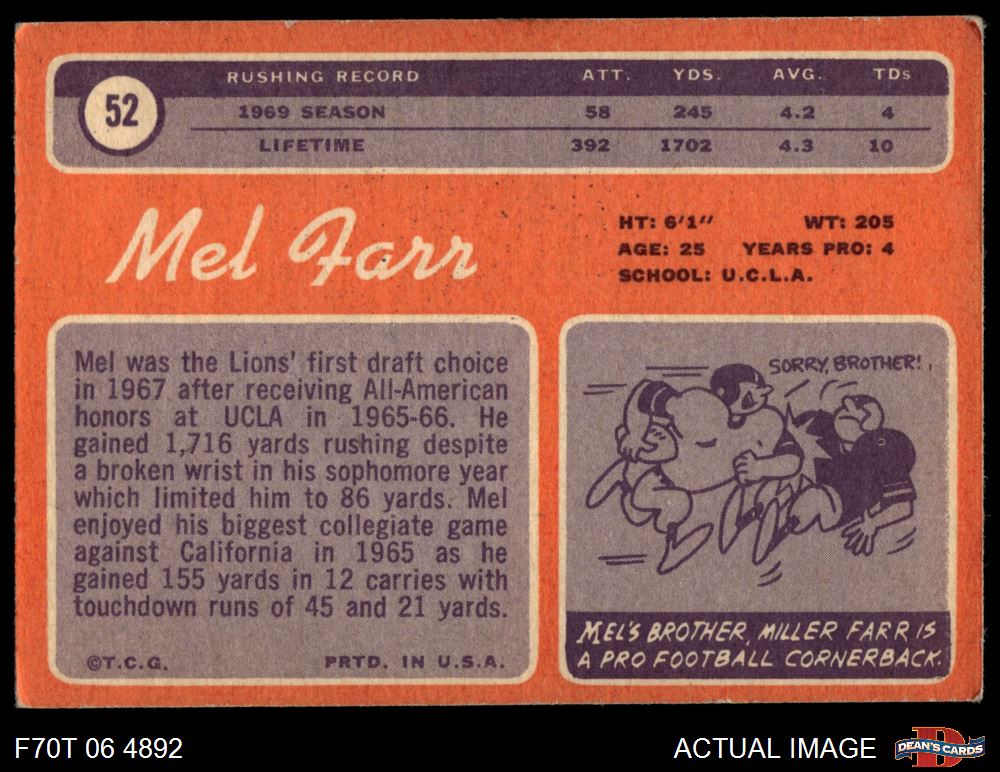 52
RUSHING RECORD ATT. YDS. AVG. TDs
1969 SEASON 58 245 4.2 4
LIFETIME 392 1702 4.3 10
Mel Farr
HT: 6'1" WT: 205
AGE: 25 YEARS PRO: 4
SCHOOL: U.C.L.A.
Mel was the Lions' first draft choice
in 1967 after receiving All-American
honors at UCLA in 1965-66. He
gained 1,716 yards rushing despite
a broken wrist in his sophomore year
which limited him to 86 yards. Mel
enjoyed his biggest collegiate game
against California in 1965 as he
gained 155 yards in 12 carries with
touchdown runs of 45 and 21 yards.
©T.C.G. PRTD. IN U.S.A.
SORRY, BROTHER!
MEL'S BROTHER, MILLER FARR IS
A PRO FOOTBALL CORNERBACK.
F70T 06 4892
ACTUAL IMAGE
D
DEAN'S CARDS